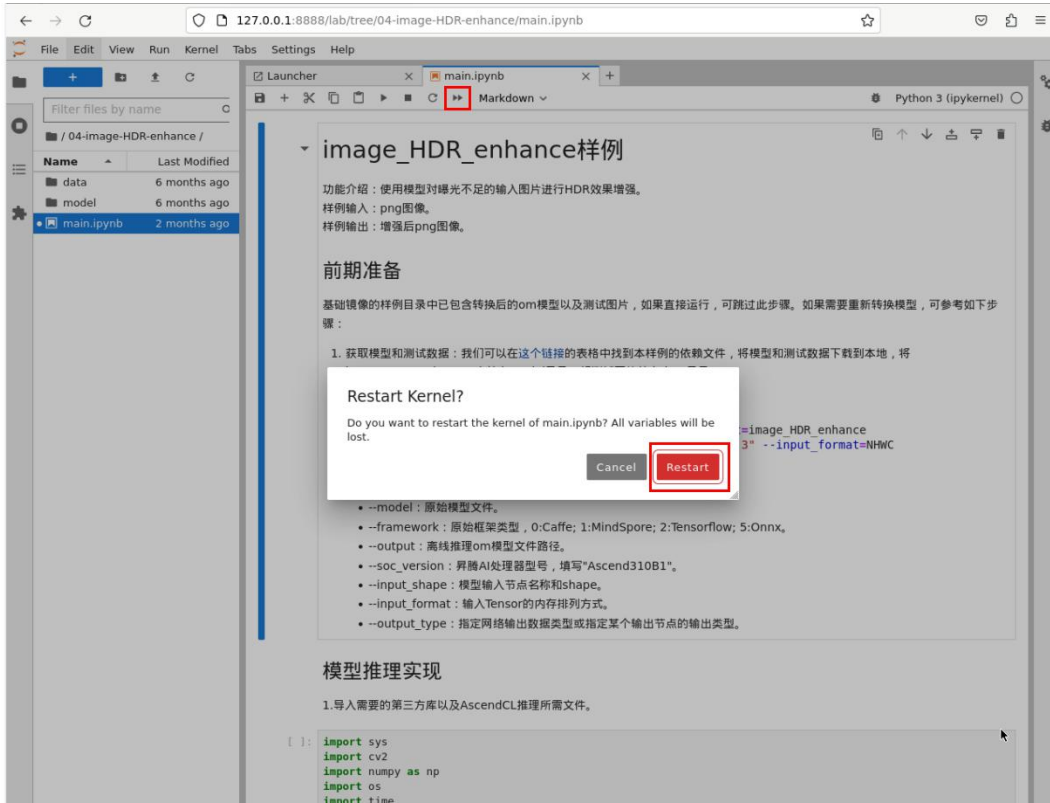 127.0.0.1:8888/lab/tree/04-image-HDR-enhance/main.ipynb
File Edit View Run Kernel Tabs Settings Help
Launcher
main.ipynb
Filter files by name
Markdown
Python 3 (ipykernel)
/ 04-image-HDR-enhance /
Name Last Modified
data 6 months ago
model 6 months ago
main.ipynb 2 months ago
image_HDR_enhance样例
功能介绍：使用模型对曝光不足的输入图片进行HDR效果增强。
样例输入：png图像。
样例输出：增强后png图像。
前期准备
基础镜像的样例目录中已包含转换后的om模型以及测试图片，如果直接运行，可跳过此步骤。如果需要重新转换模型，可参考如下步
骤：
1. 获取模型和测试数据：我们可以在这个链接的表格中找到本样例的依赖文件，将模型和测试数据下载到本地，将
Restart Kernel?
Do you want to restart the kernel of main.ipynb? All variables will be
lost.
Cancel Restart
=image_HDR_enhance
3" --input_format=NHWC
• --model：原始模型文件。
• --framework：原始框架类型，0:Caffe; 1:MindSpore; 2:Tensorflow; 5:Onnx。
• --output：离线推理om模型文件路径。
• --soc_version：昇腾AI处理器型号，填写"Ascend310B1"。
• --input_shape：模型输入节点名称和shape。
• --input_format：输入Tensor的内存排列方式。
• --output_type：指定网络输出数据类型或指定某个输出节点的输出类型。
模型推理实现
1.导入需要的第三方库以及AscendCL推理所需文件。
[ ]: import sys
import cv2
import numpy as np
import os
import time